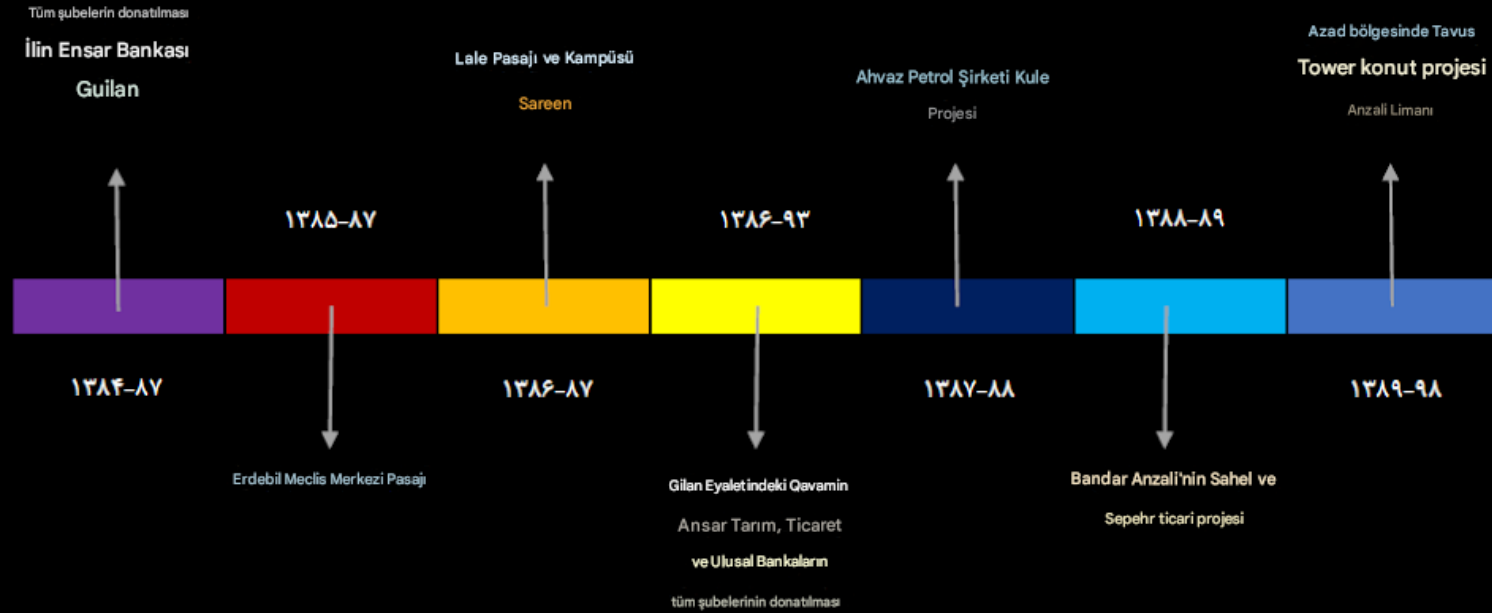 Tüm şubelerin donatılması
İlin Ensar Bankası
Guilan
۱۳۸۴-۸۷
۱۳۸۵-۸۷
Erdebil Meclis Merkezi Pasajı
Lale Pasajı ve Kampüsü
Sareen
۱۳۸۶-۸۷
۱۳۸۶-۹۳
Gilan Eyaletindeki Qavamin
Ansar Tarım, Ticaret
ve Ulusal Bankaların
tüm şubelerinin donatılması
Ahvaz Petrol Şirketi Kule
Projesi
۱۳۸۷-۸۸
۱۳۸۸-۸۹
Bandar Anzali'nin Sahel ve
Sepehr ticari projesi
Azad bölgesinde Tavus
Tower konut projesi
Anzali Limanı
۱۳۸۹-۹۸